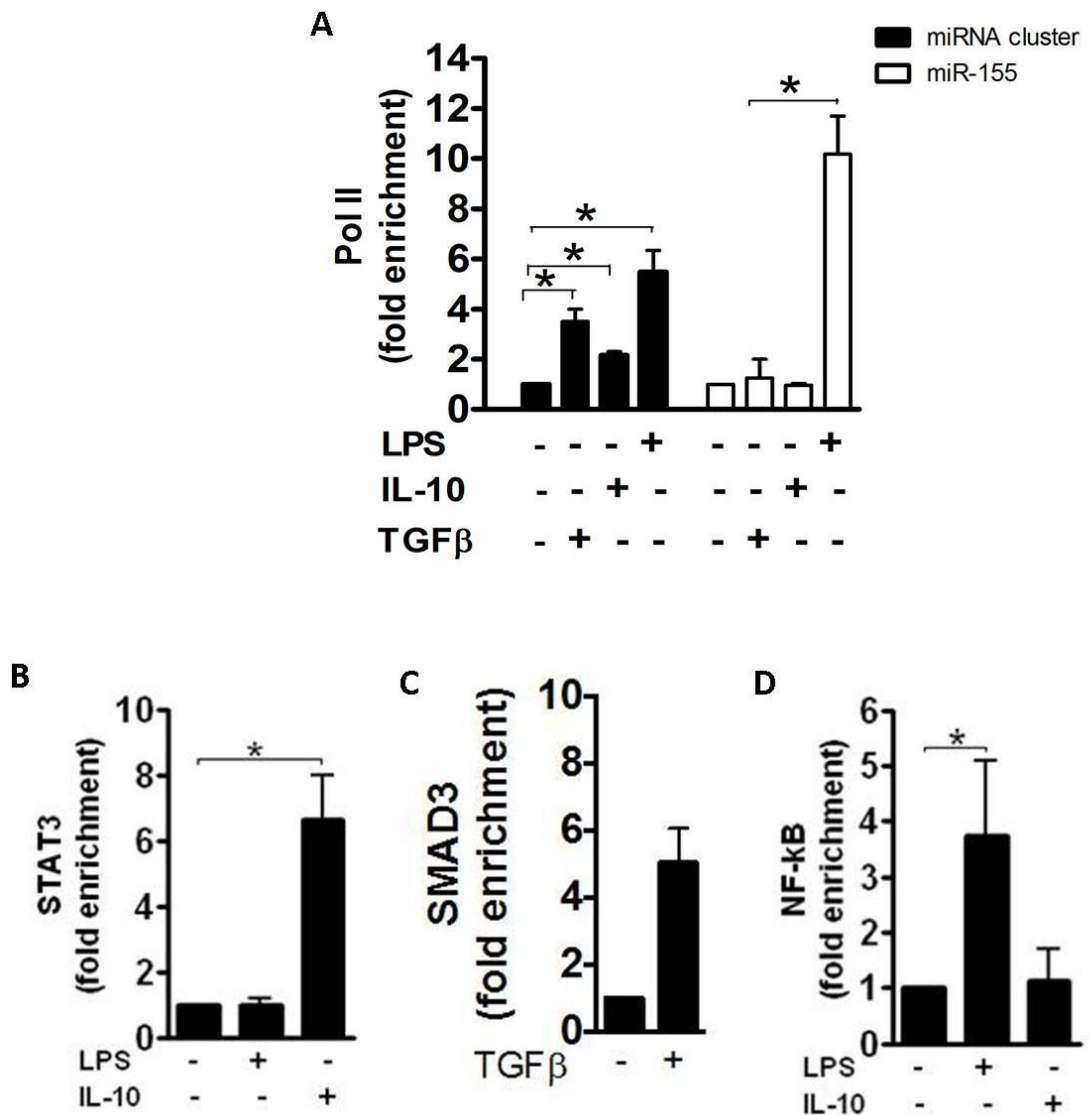 A
miRNA cluster
miR-155
Pol II
(fold enrichment)
14
12
10
8
6
4
2
0
* * * *
LPS - - - + - - - +
IL-10 - - + - - - + -
TGFβ - + - - - + - -
B
STAT3
(fold enrichment)
10
8
6
4
2
0
*
LPS - + -
IL-10 - - +
C
SMAD3
(fold enrichment)
10
8
6
4
2
0
TGFβ - +
D
NF-kB
(fold enrichment)
6
5
4
3
2
1
0
*
LPS - + -
IL-10 - - +